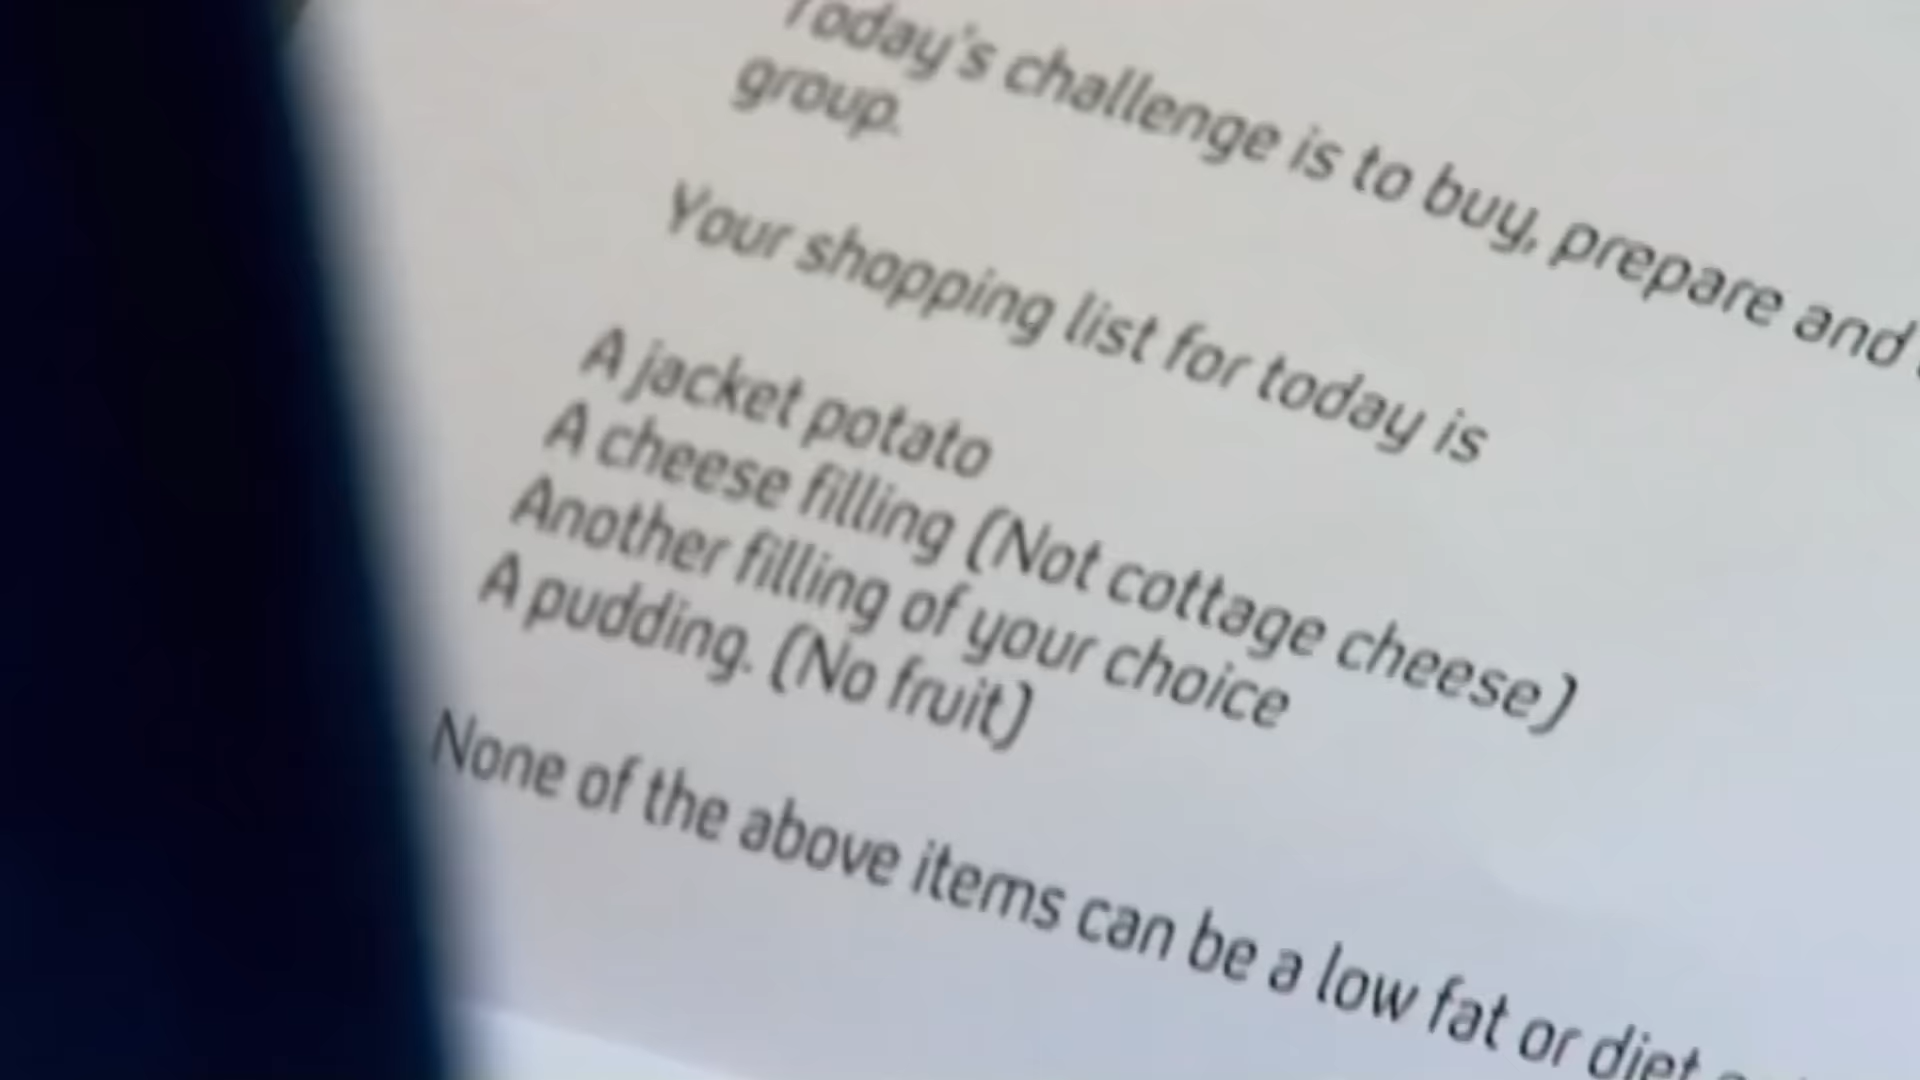 Today's challenge is to buy, prepare and
group.
Your shopping list for today is
A jacket potato
A cheese filling (Not cottage cheese)
Another filling of your choice
A pudding. (No fruit)
None of the above items can be a low fat or diet